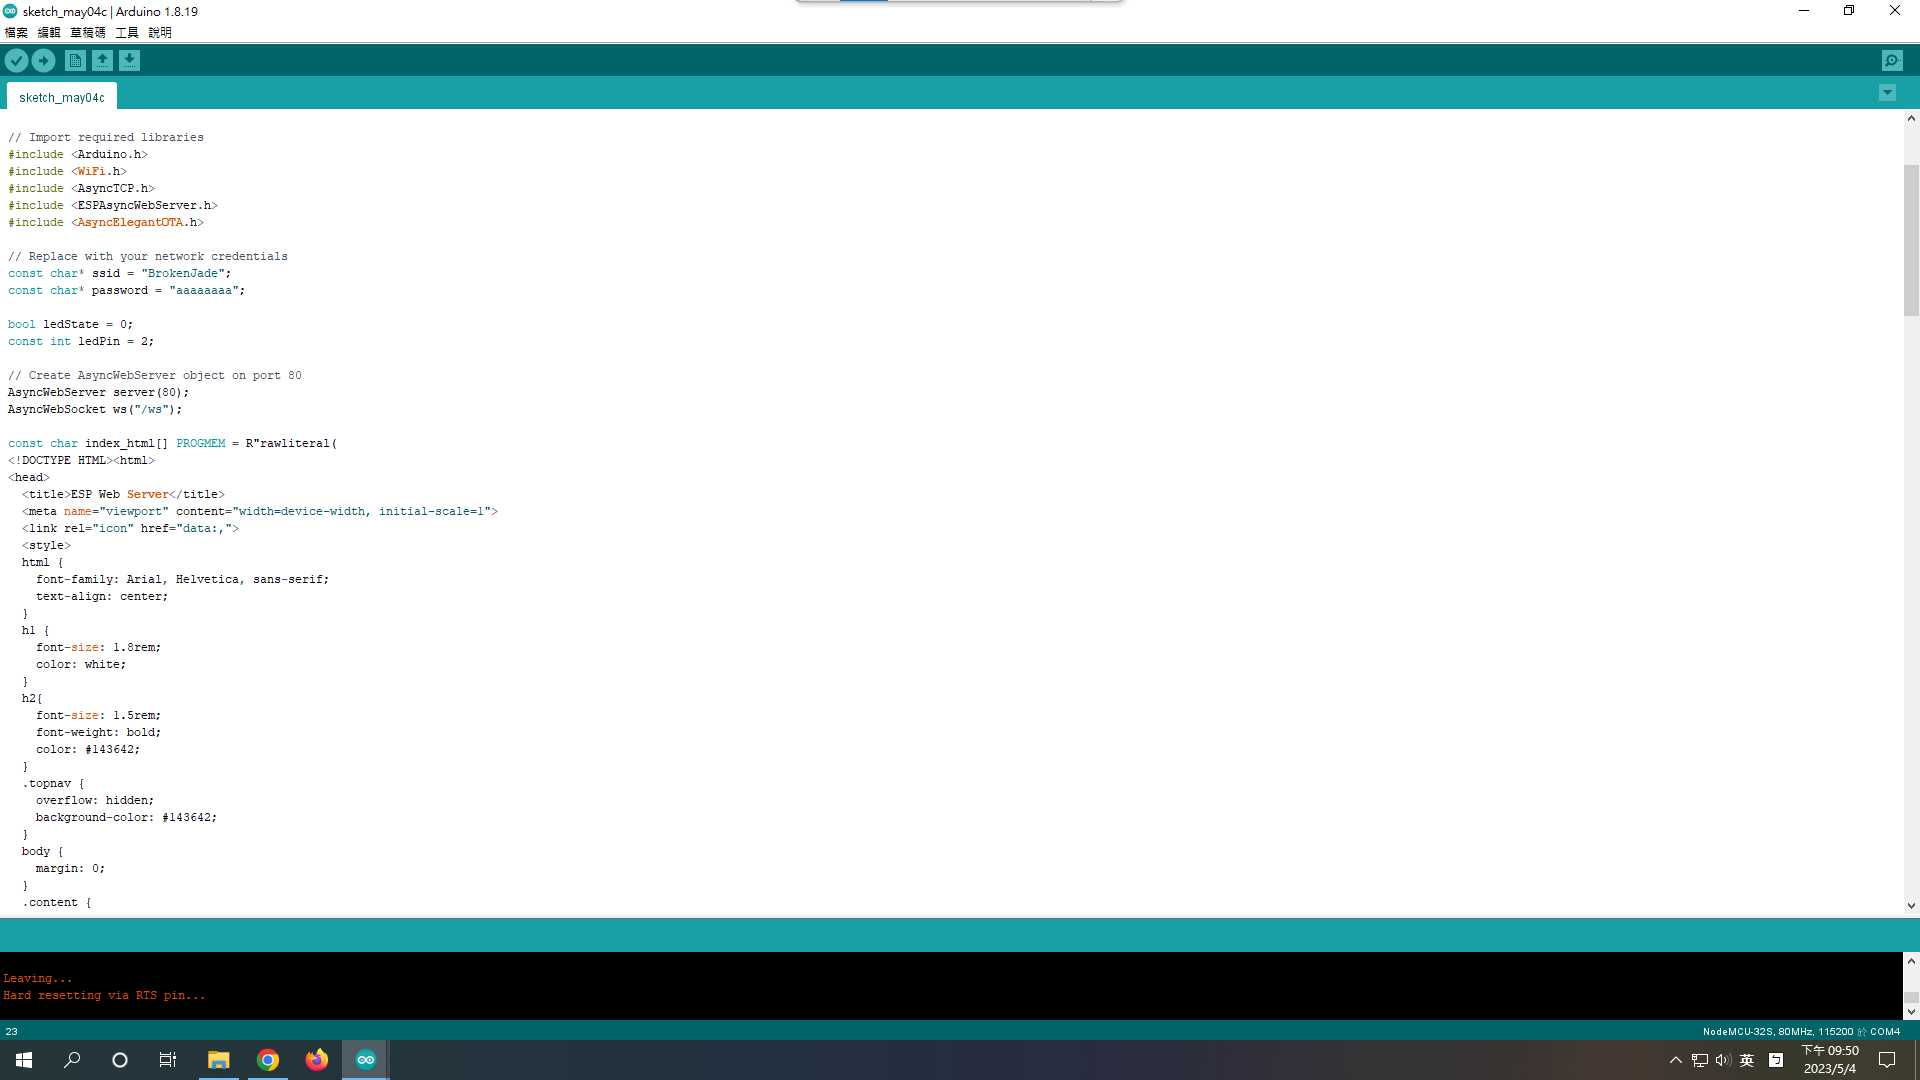 sketch_may04c | Arduino 1.8.19
檔案 編輯 草稿碼 工具 說明
sketch_may04c
// Import required libraries
#include <Arduino.h>
#include <WiFi.h>
#include <AsyncTCP.h>
#include <ESPAsyncWebServer.h>
#include <AsyncElegantOTA.h>
// Replace with your network credentials
const char* ssid = "BrokenJade";
const char* password = "aaaaaaaa";
bool ledState = 0;
const int ledPin = 2;
// Create AsyncWebServer object on port 80
AsyncWebServer server(80);
AsyncWebSocket ws("/ws");
const char index_html[] PROGMEM = R"rawliteral(
<!DOCTYPE HTML><html>
<head>
<title>ESP Web Server</title>
<meta name="viewport" content="width=device-width, initial-scale=1">
<link rel="icon" href="data:,">
<style>
html {
font-family: Arial, Helvetica, sans-serif;
text-align: center;
}
h1 {
font-size: 1.8rem;
color: white;
}
h2{
font-size: 1.5rem;
font-weight: bold;
color: #143642;
}
.topnav {
overflow: hidden;
background-color: #143642;
}
body {
margin: 0;
}
.content {
Leaving...
Hard resetting via RTS pin...
23
NodeMCU-32S, 80MHz, 115200 於 COM4
英
下午 09:50
2023/5/4